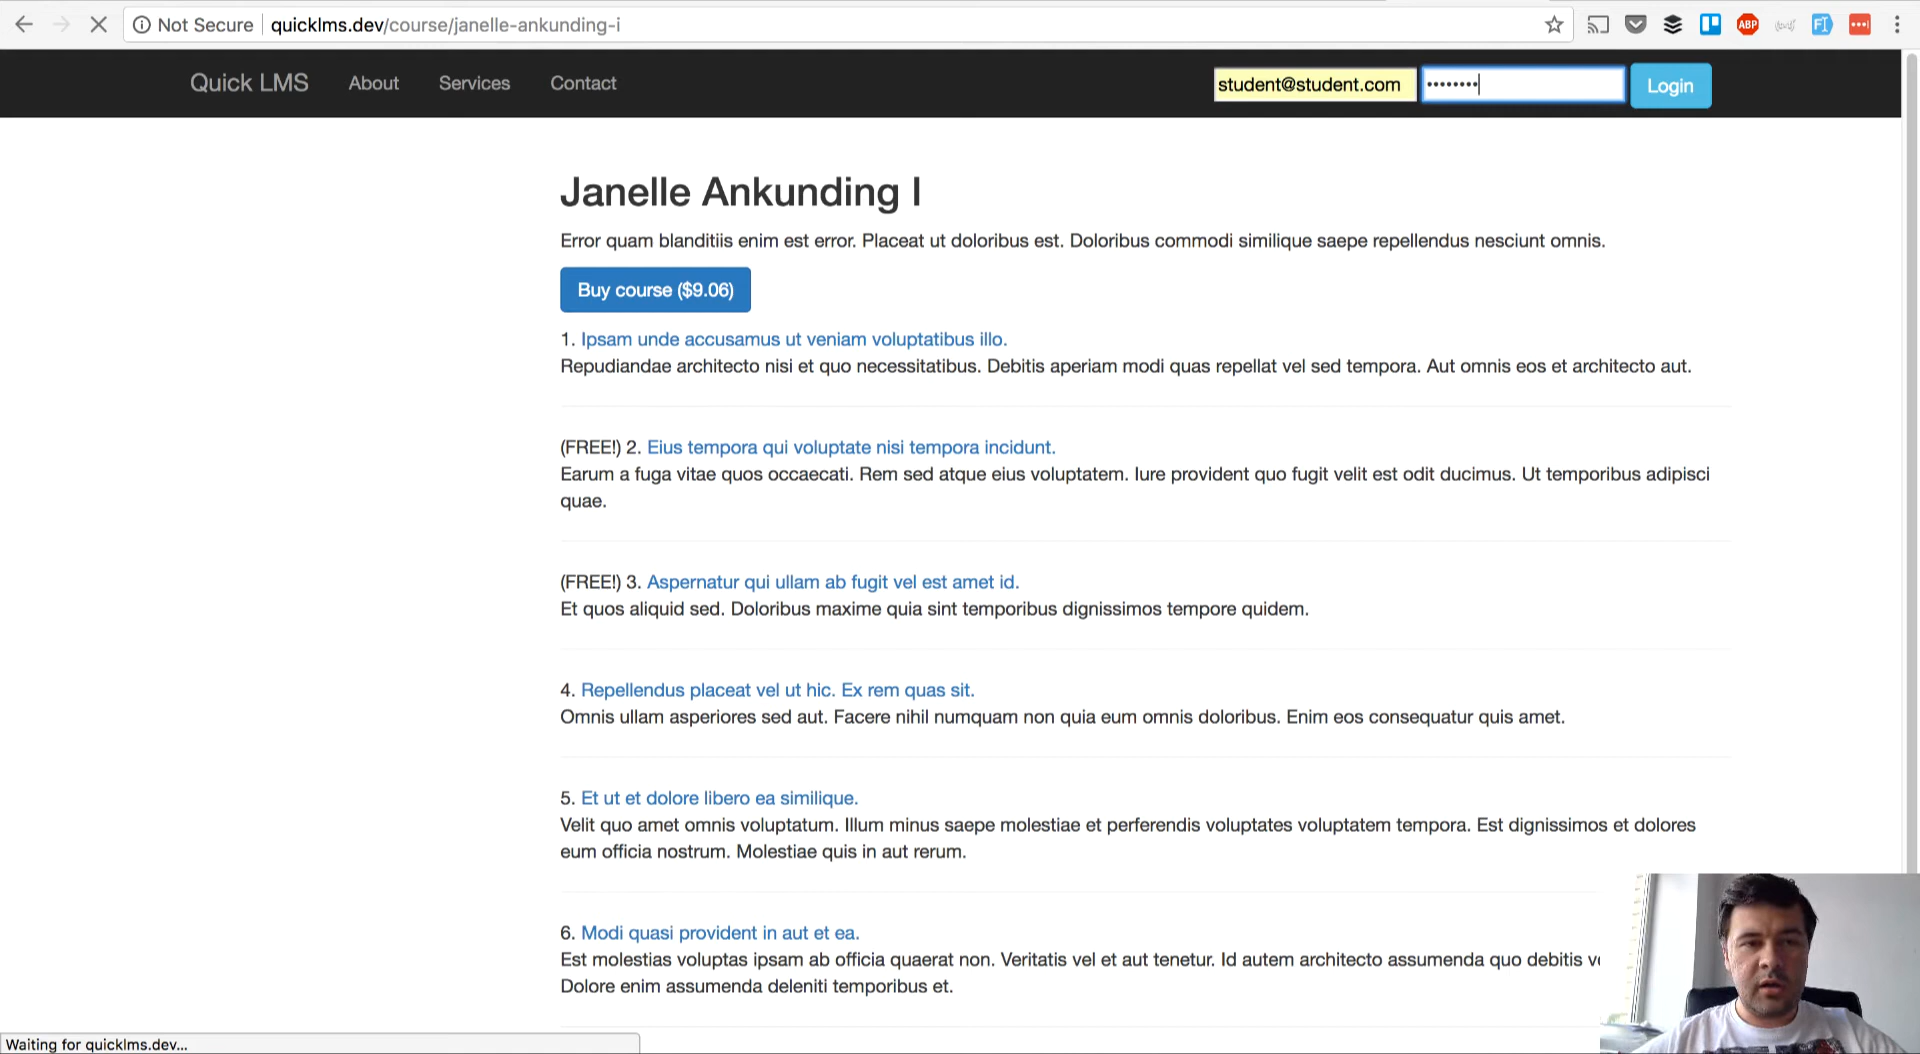 Not Secure quicklms.dev/course/janelle-ankunding-i
ABP
Quick LMS About Services Contact student@student.com •••••••• Login
Janelle Ankunding I
Error quam blanditiis enim est error. Placeat ut doloribus est. Doloribus commodi similique saepe repellendus nesciunt omnis.
Buy course ($9.06)
1. Ipsam unde accusamus ut veniam voluptatibus illo.
Repudiandae architecto nisi et quo necessitatibus. Debitis aperiam modi quas repellat vel sed tempora. Aut omnis eos et architecto aut.
(FREE!) 2. Eius tempora qui voluptate nisi tempora incidunt.
Earum a fuga vitae quos occaecati. Rem sed atque eius voluptatem. Iure provident quo fugit velit est odit ducimus. Ut temporibus adipisci
quae.
(FREE!) 3. Aspernatur qui ullam ab fugit vel est amet id.
Et quos aliquid sed. Doloribus maxime quia sint temporibus dignissimos tempore quidem.
4. Repellendus placeat vel ut hic. Ex rem quas sit.
Omnis ullam asperiores sed aut. Facere nihil numquam non quia eum omnis doloribus. Enim eos consequatur quis amet.
5. Et ut et dolore libero ea similique.
Velit quo amet omnis voluptatum. Illum minus saepe molestiae et perferendis voluptates voluptatem tempora. Est dignissimos et dolores
eum officia nostrum. Molestiae quis in aut rerum.
6. Modi quasi provident in aut et ea.
Est molestias voluptas ipsam ab officia quaerat non. Veritatis vel et aut tenetur. Id autem architecto assumenda quo debitis
Dolore enim assumenda deleniti temporibus et.
Waiting for quicklms.dev...